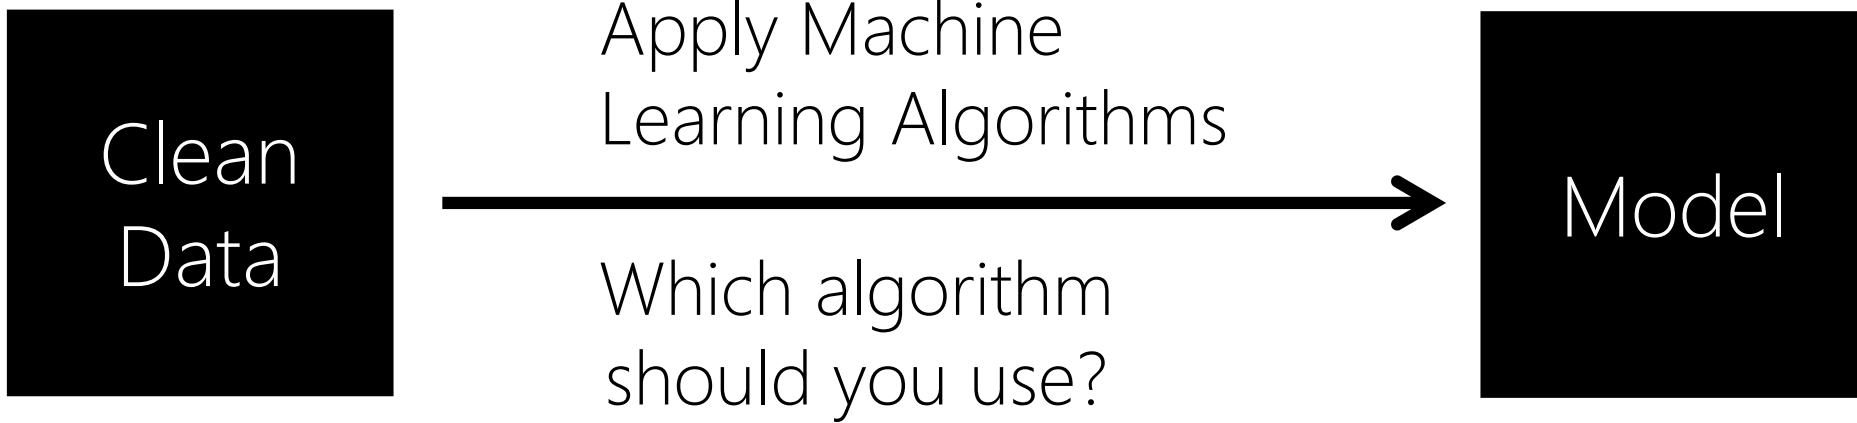 Clean
Data
Apply Machine
Learning Algorithms
Which algorithm
should you use?
Model